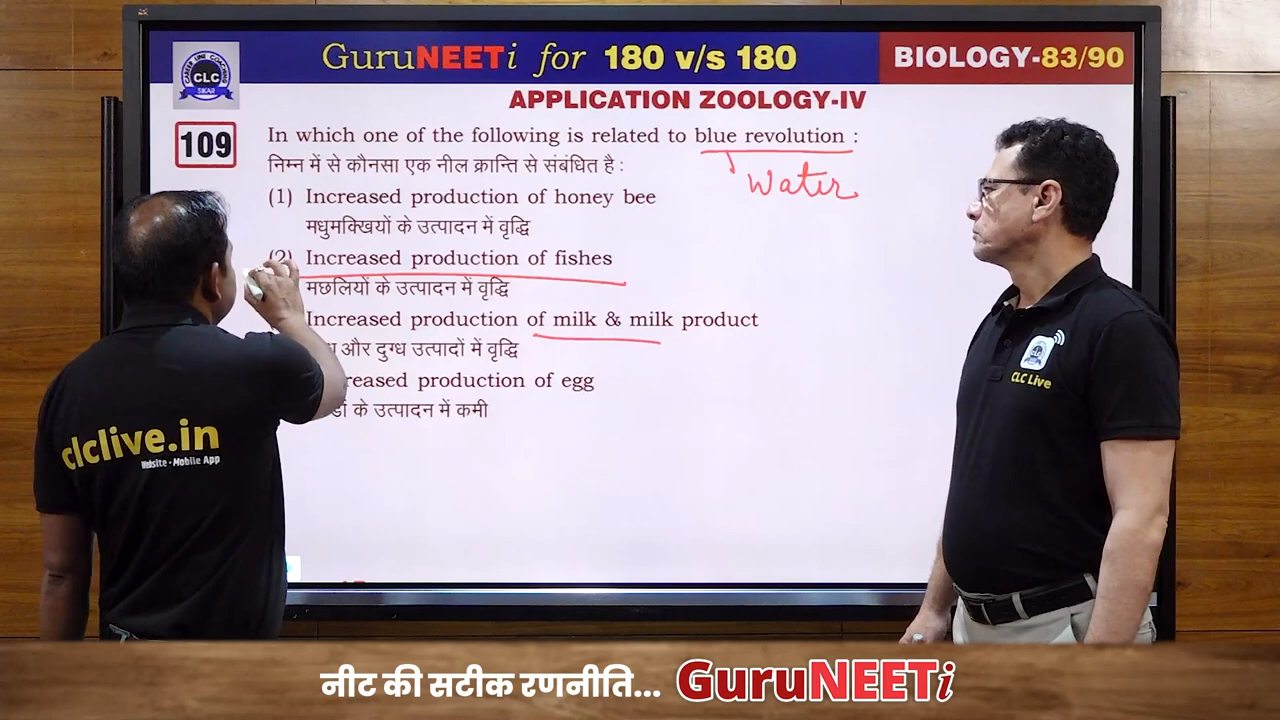 GuruNEETi for 180 v/s 180
BIOLOGY-83/90
CLC
SIKAR
APPLICATION ZOOLOGY-IV
109
In which one of the following is related to blue revolution :
निम्न में से कौनसा एक नील क्रान्ति से संबंधित है :
Water
(1) Increased production of honey bee
मधुमक्खियों के उत्पादन में वृद्धि
(2) Increased production of fishes
मछलियों के उत्पादन में वृद्धि
Increased production of milk & milk product
और दुग्ध उत्पादों में वृद्धि
reased production of egg
के उत्पादन में कमी
clclive.in
Website - Mobile App
CLC Live
नीट की सटीक रणनीति... GuruNEETi